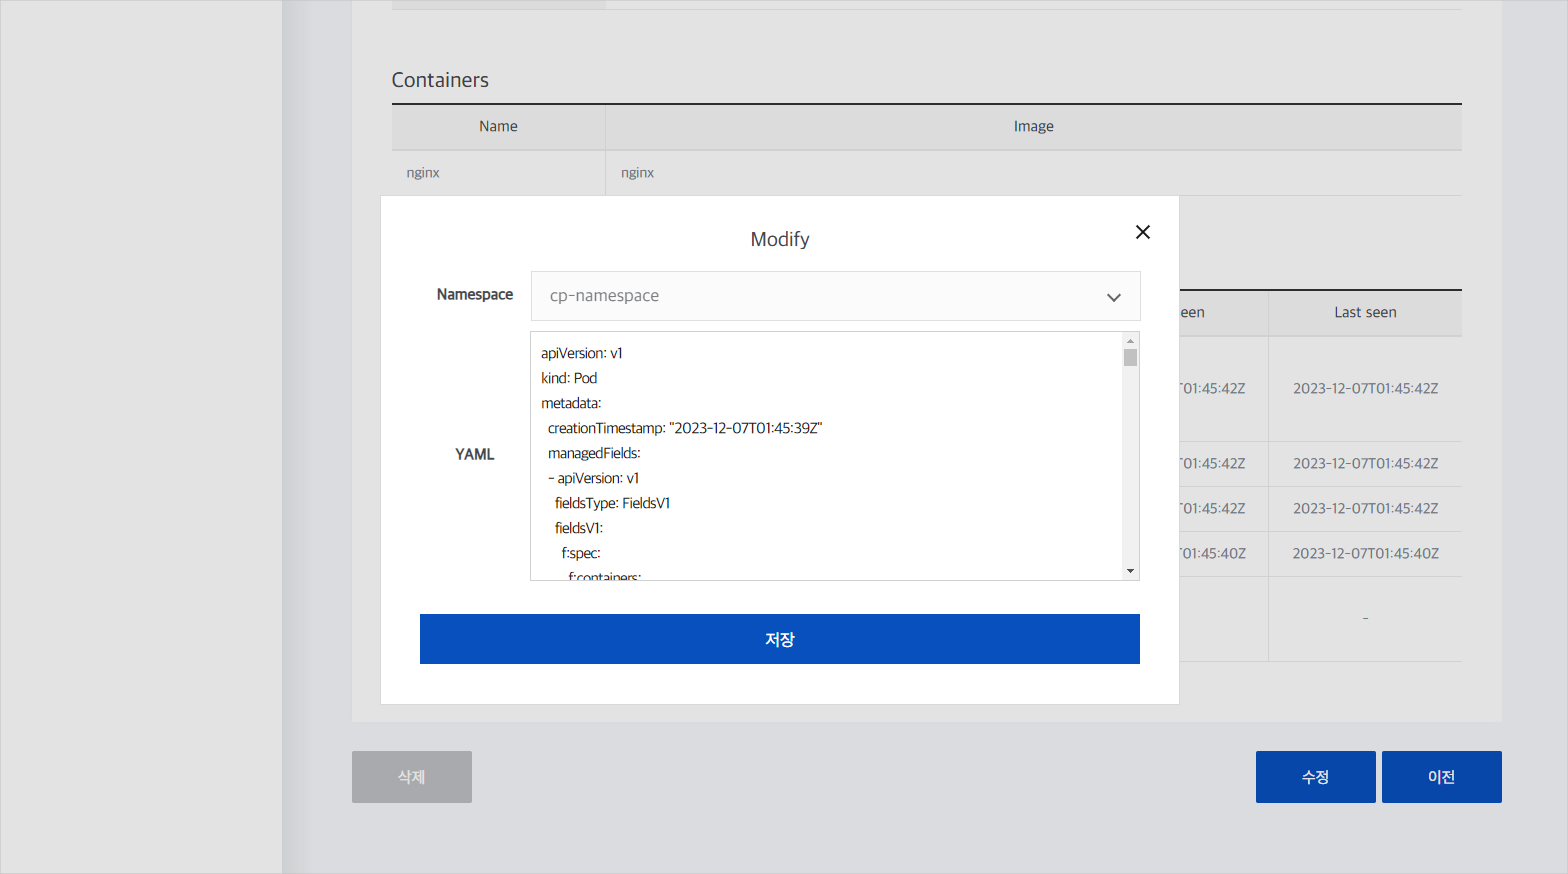 Containers
Name Image
nginx nginx
Modify
Namespace cp-namespace
YAML
apiVersion: v1
kind: Pod
metadata:
creationTimestamp: "2023-12-07T01:45:39Z"
managedFields:
- apiVersion: v1
fieldsType: FieldsV1
fieldsV1:
f:spec:
f:containers:
저장
een Last seen
T01:45:42Z 2023-12-07T01:45:42Z
T01:45:42Z 2023-12-07T01:45:42Z
T01:45:42Z 2023-12-07T01:45:42Z
T01:45:40Z 2023-12-07T01:45:40Z
-
삭제 수정 이전